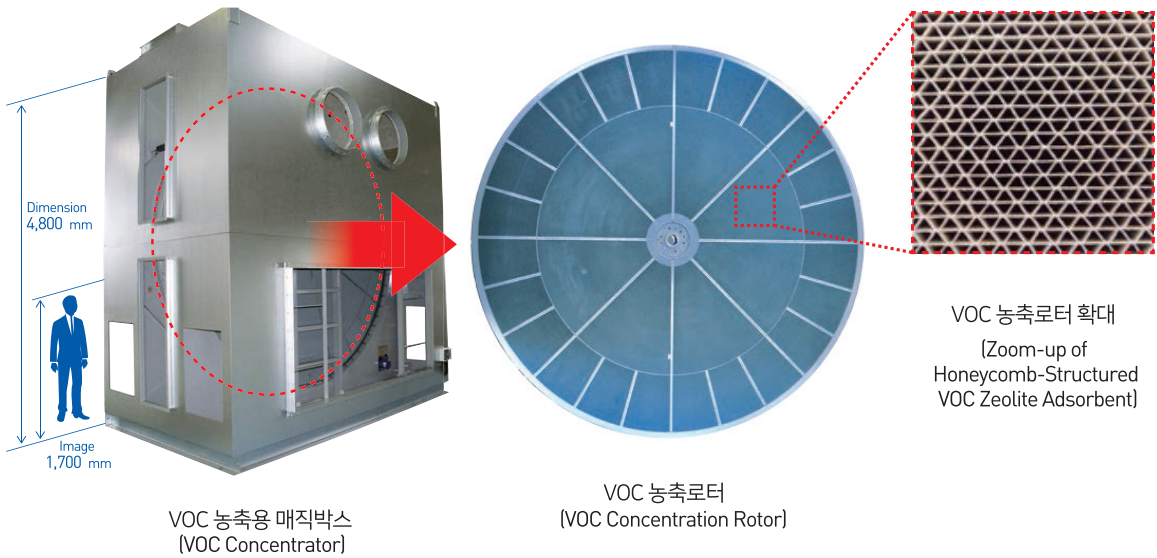 Dimension
4,800 mm
Image
1,700 mm
VOC 농축용 매직박스
(VOC Concentrator)
VOC 농축로터
(VOC Concentration Rotor)
VOC 농축로터 확대
(Zoom-up of
Honeycomb-Structured
VOC Zeolite Adsorbent)